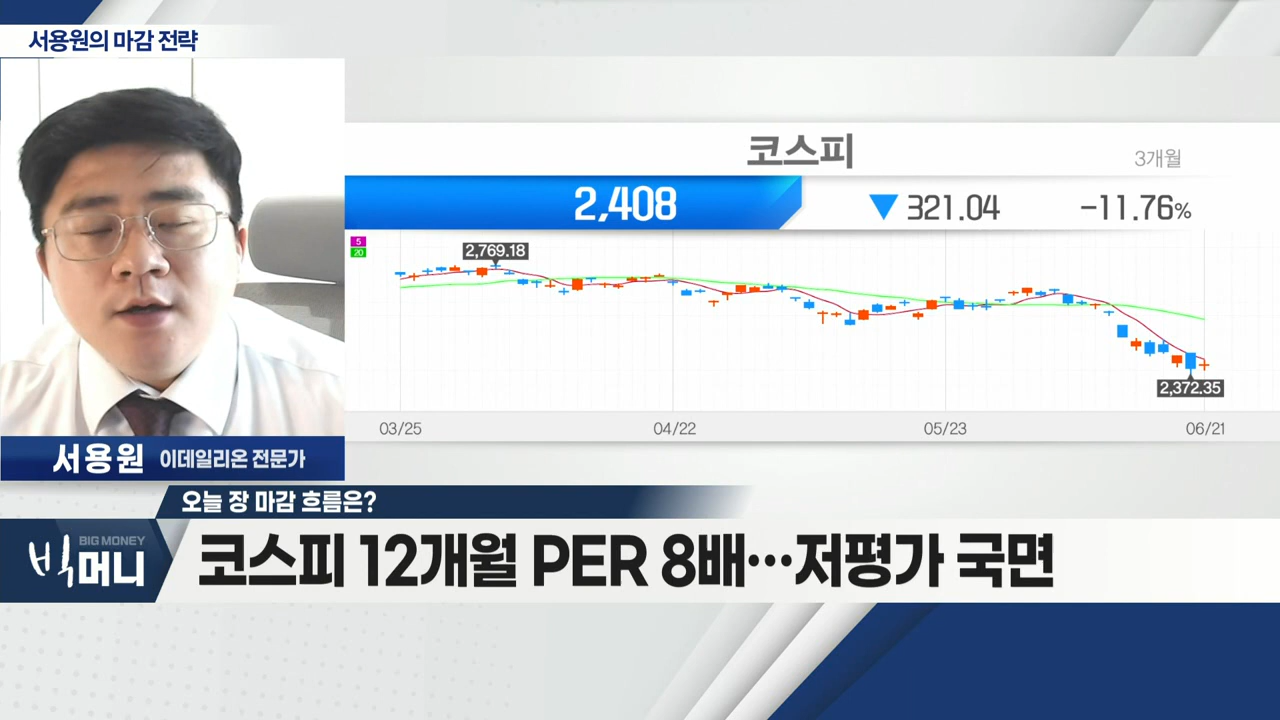 서용원의 마감 전략
코스피
3개월
2,408
▼ 321.04
-11.76%
5
20
2,769.18
2,372.35
03/25
04/22
05/23
06/21
서용원 이데일리온 전문가
오늘 장 마감 흐름은?
BIG MONEY
빅머니
코스피 12개월 PER 8배…저평가 국면